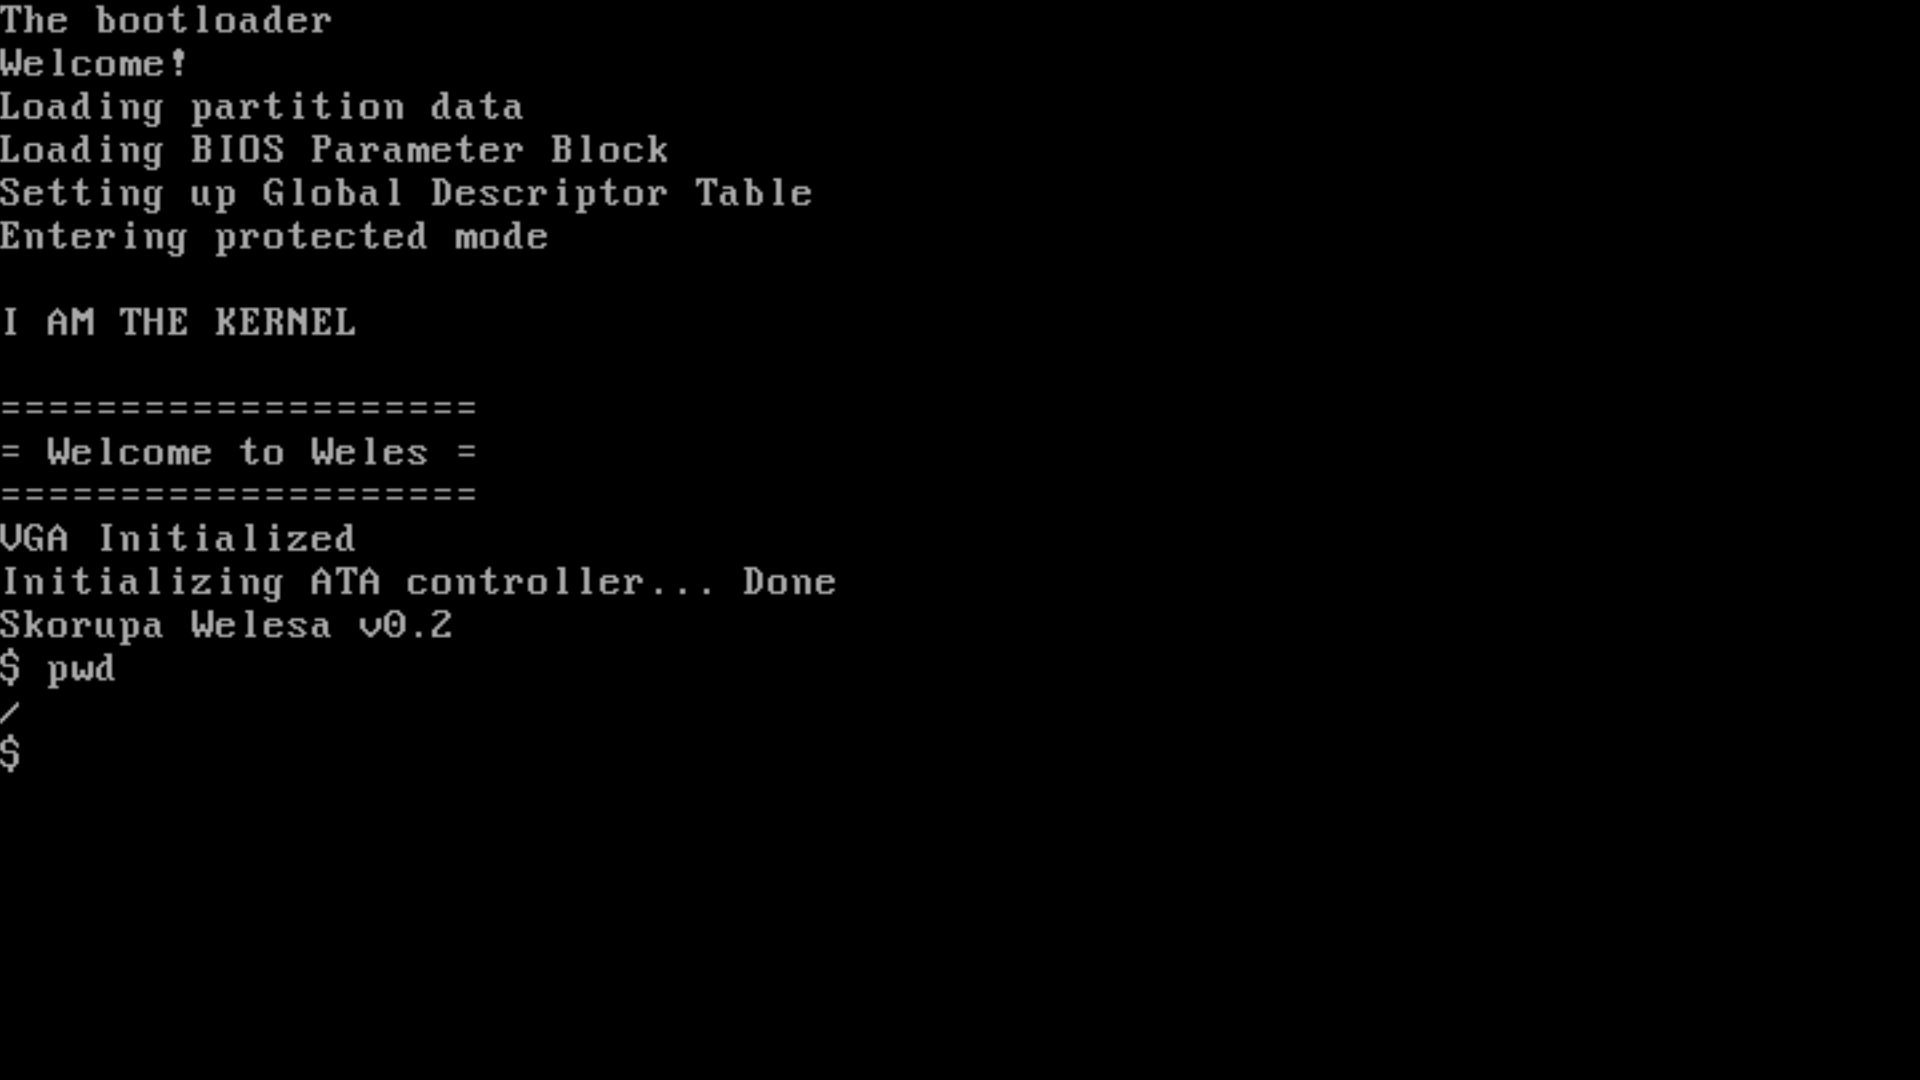 The bootloader
Welcome!
Loading partition data
Loading BIOS Parameter Block
Setting up Global Descriptor Table
Entering protected mode
I AM THE KERNEL
====================
= Welcome to Weles =
====================
VGA Initialized
Initializing ATA controller... Done
Skorupa Welesa v0.2
$ pwd
/
$